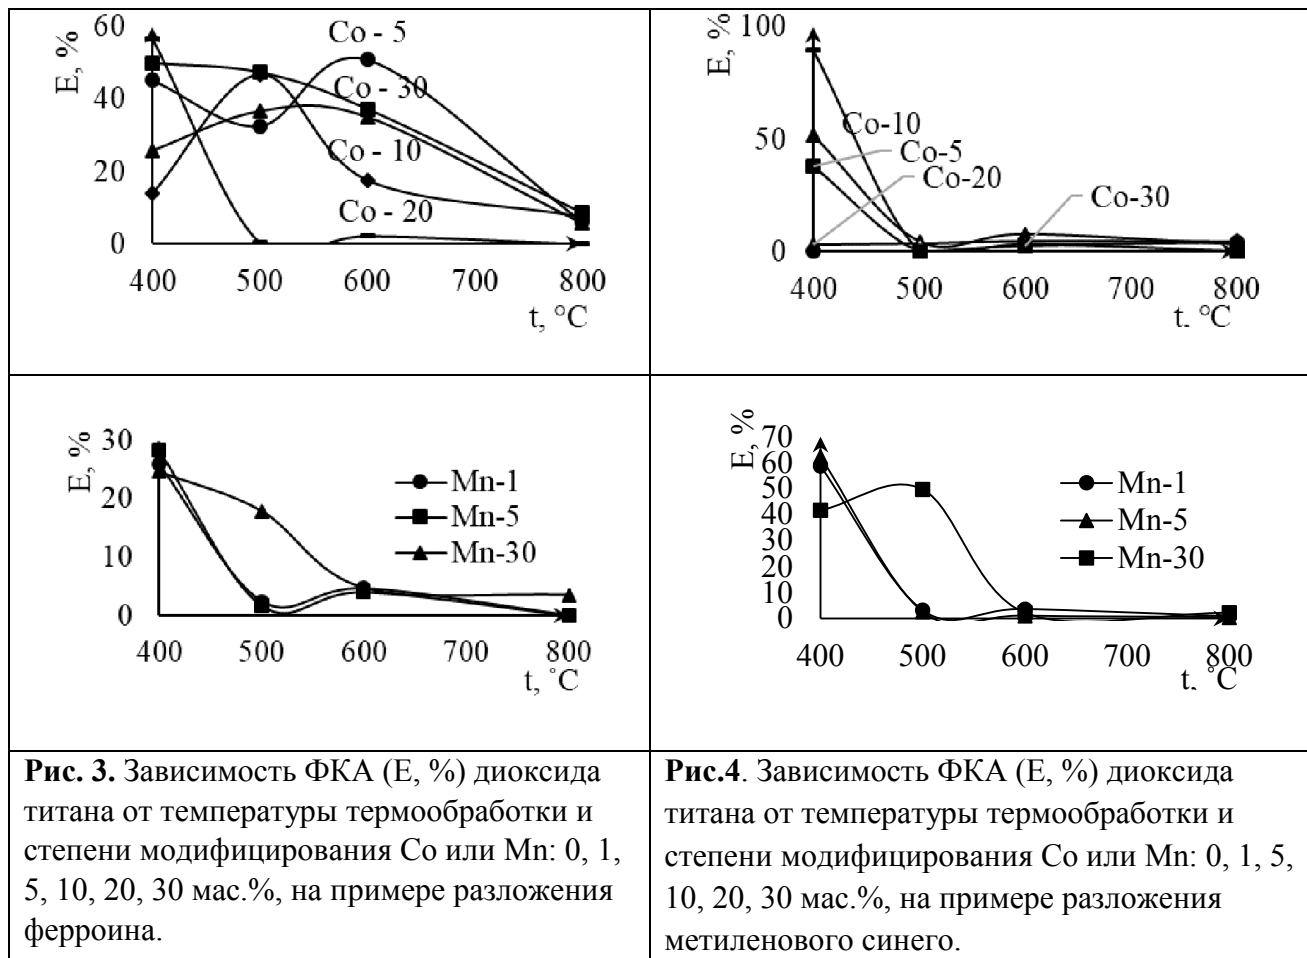 60
E, %
40
20
0
Co - 5
Co - 30
Co - 10
Co - 20
400 500 600 700 800
t, °C
100
E, %
50
0
Co-10
Co-5
Co-20
Co-30
400 500 600 700 800
t, °C
30
E, %
20
10
0
Mn-1
Mn-5
Mn-30
400 500 600 700 800
t, °C
70
E, %
60
50
40
30
20
10
0
Mn-1
Mn-5
Mn-30
400 500 600 700 800
t, °C
Рис. 3. Зависимость ФКА (E, %) диоксида
титана от температуры термообработки и
степени модифицирования Co или Mn: 0, 1,
5, 10, 20, 30 мас.%, на примере разложения
ферроина.
Рис.4. Зависимость ФКА (E, %) диоксида
титана от температуры термообработки и
степени модифицирования Co или Mn: 0, 1, 5,
10, 20, 30 мас.%, на примере разложения
метиленового синего.